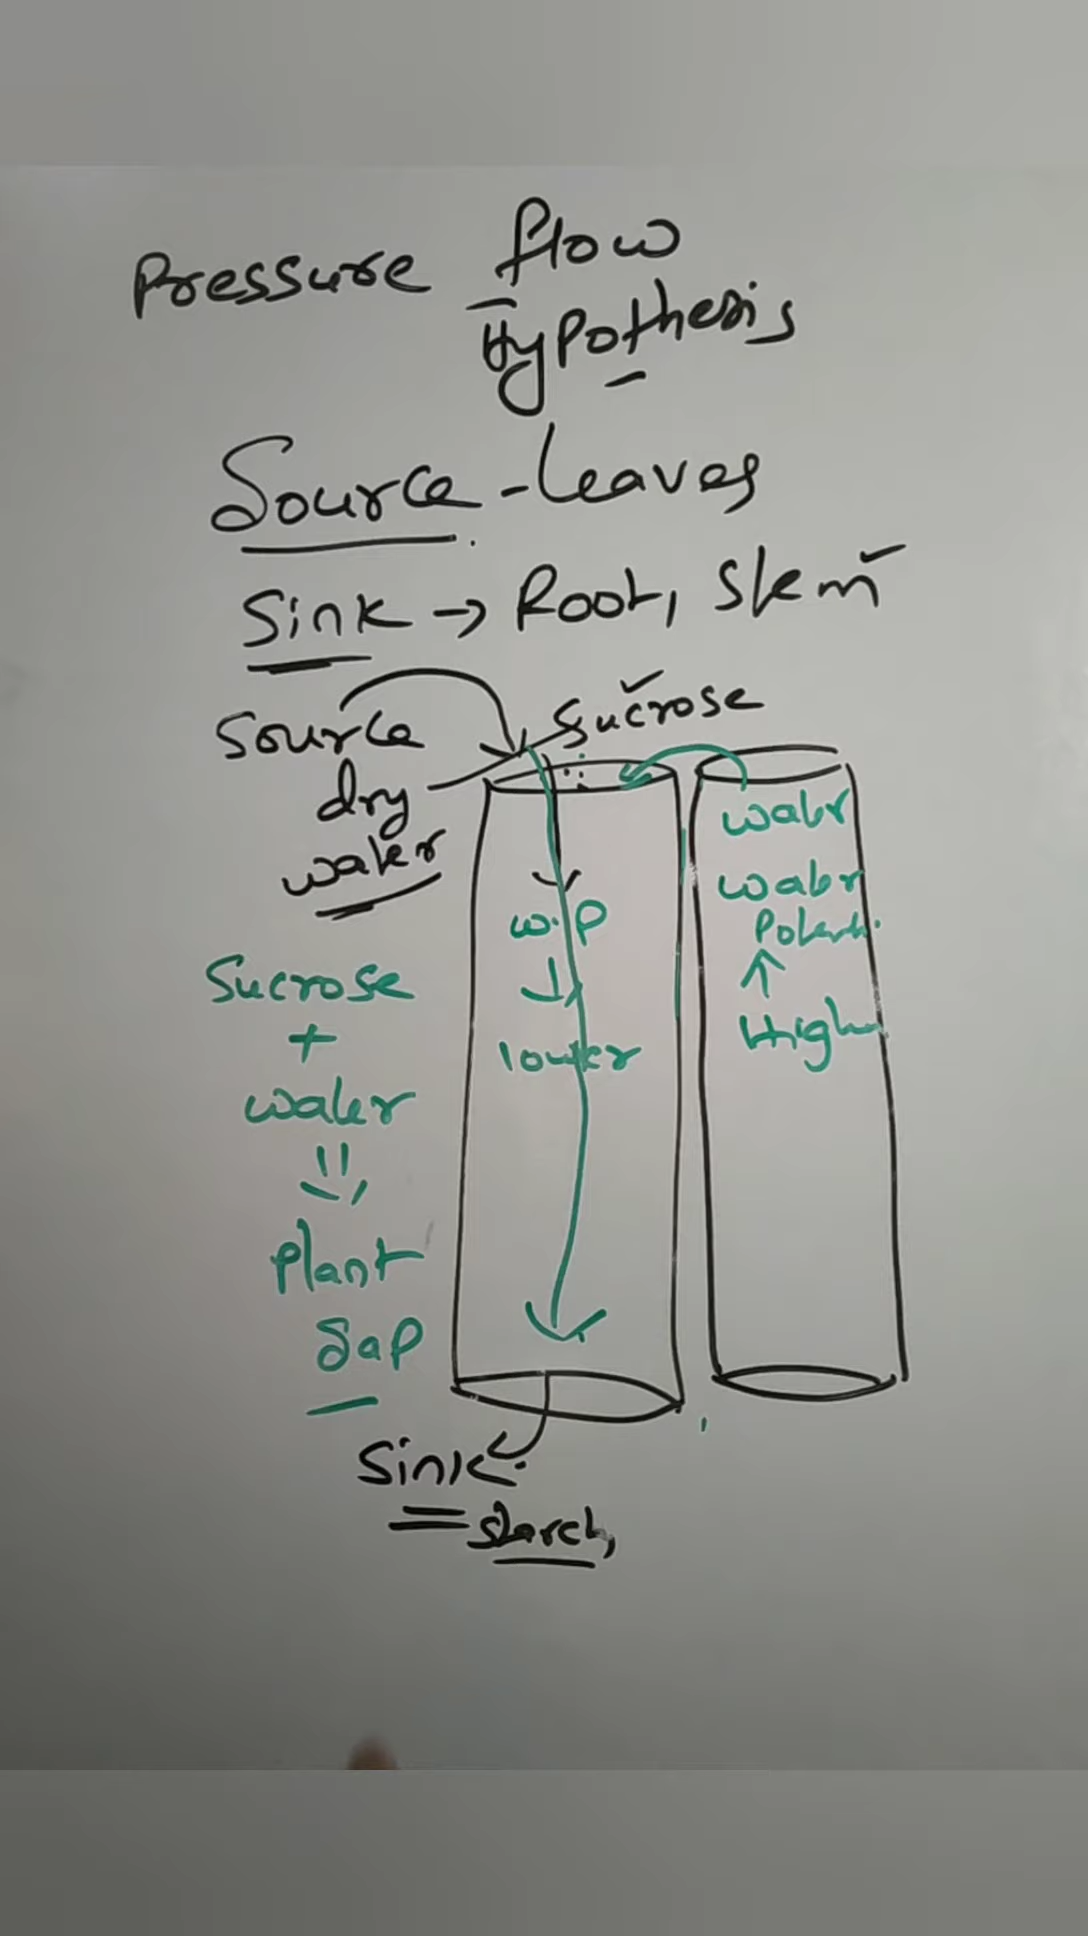 Pressure flow
Hypothesis
Source - Leaves
Sink → Root, Stem
Source
Sucrose
dry
water
water
water
Potenti.
↑
High
w.P
↓
lower
Sucrose
+
water
Plant
Sap
Sink
= starch,